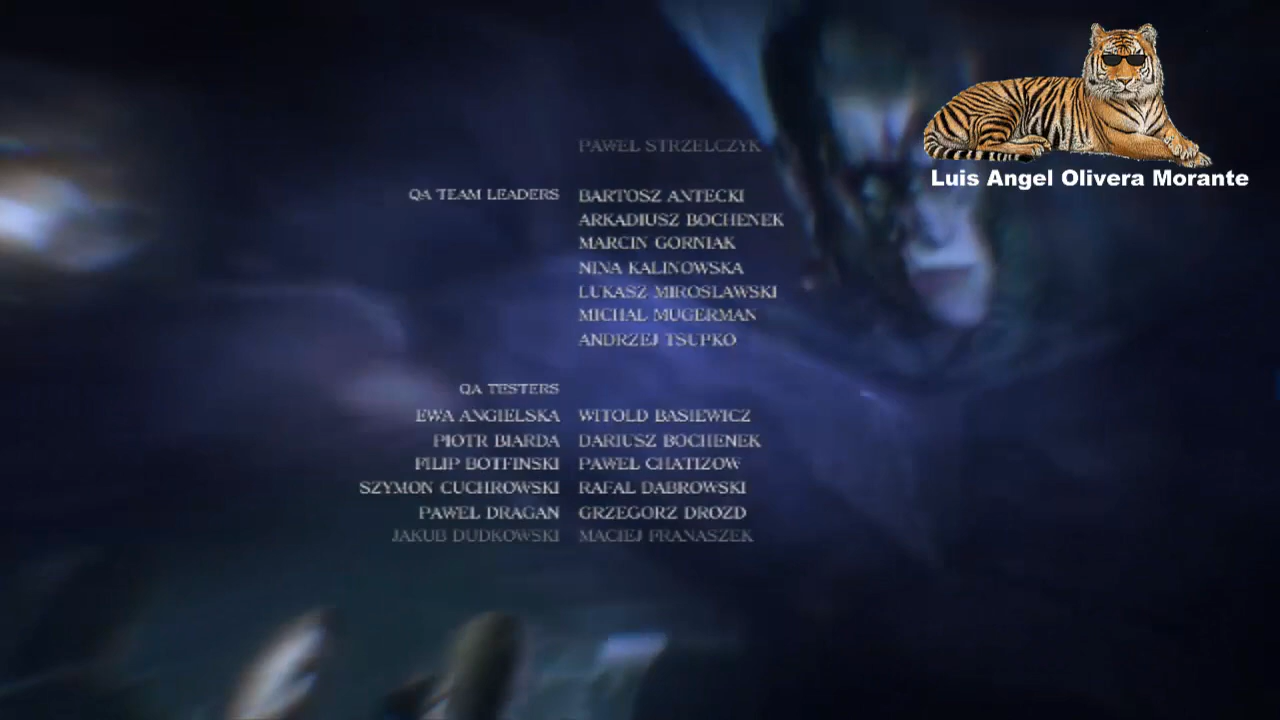 PAWEL STRZELCZYK
QA TEAM LEADERS BARTOSZ ANTECKI
ARKADIUSZ BOCHENEK
MARCIN GORNIAK
NINA KALINOWSKA
LUKASZ MIROSLAWSKI
MICHAL MUGERMAN
ANDRZEJ TSUPKO
QA TESTERS
EWA ANGIELSKA WITOLD BASIEWICZ
PIOTR BIARDA DARIUSZ BOCHENEK
FILIP BOTFINSKI PAWEL CHATIZOW
SZYMON CUCHROWSKI RAFAL DABROWSKI
PAWEL DRAGAN GRZEGORZ DROZD
JAKUB DUDKOWSKI MACIEJ FRANASZEK
Luis Angel Olivera Morante